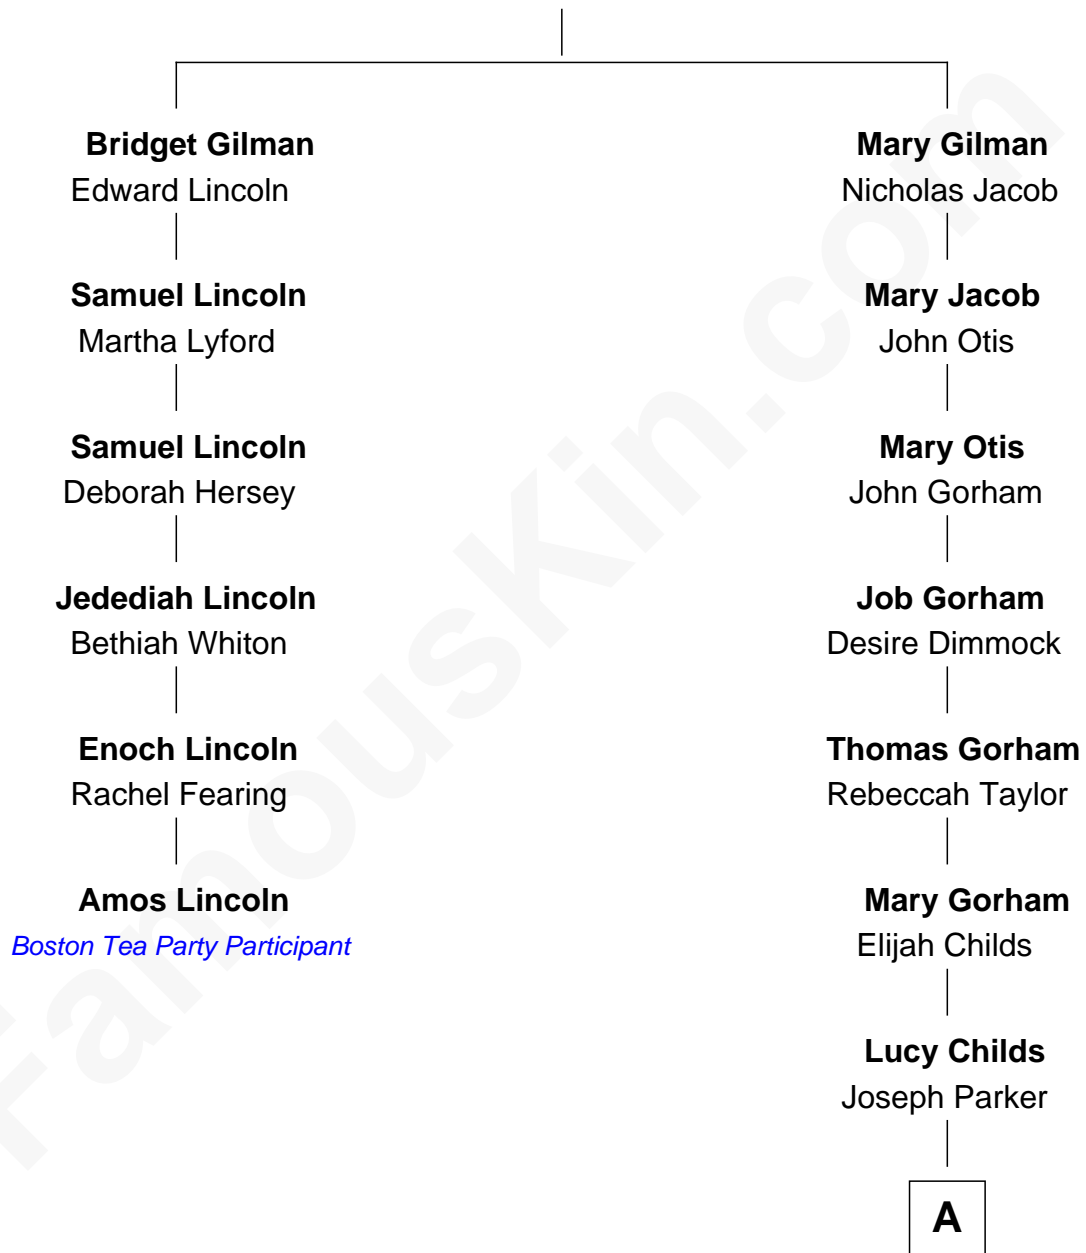 Bridget Gilman
Edward Lincoln
Samuel Lincoln
Martha Lyford
Samuel Lincoln
Deborah Hersey
Jedediah Lincoln
Bethiah Whiton
Enoch Lincoln
Rachel Fearing
Amos Lincoln
Boston Tea Party Participant
Mary Gilman
Nicholas Jacob
Mary Jacob
John Otis
Mary Otis
John Gorham
Job Gorham
Desire Dimmock
Thomas Gorham
Rebeccah Taylor
Mary Gorham
Elijah Childs
Lucy Childs
Joseph Parker
A
FamousKin.com